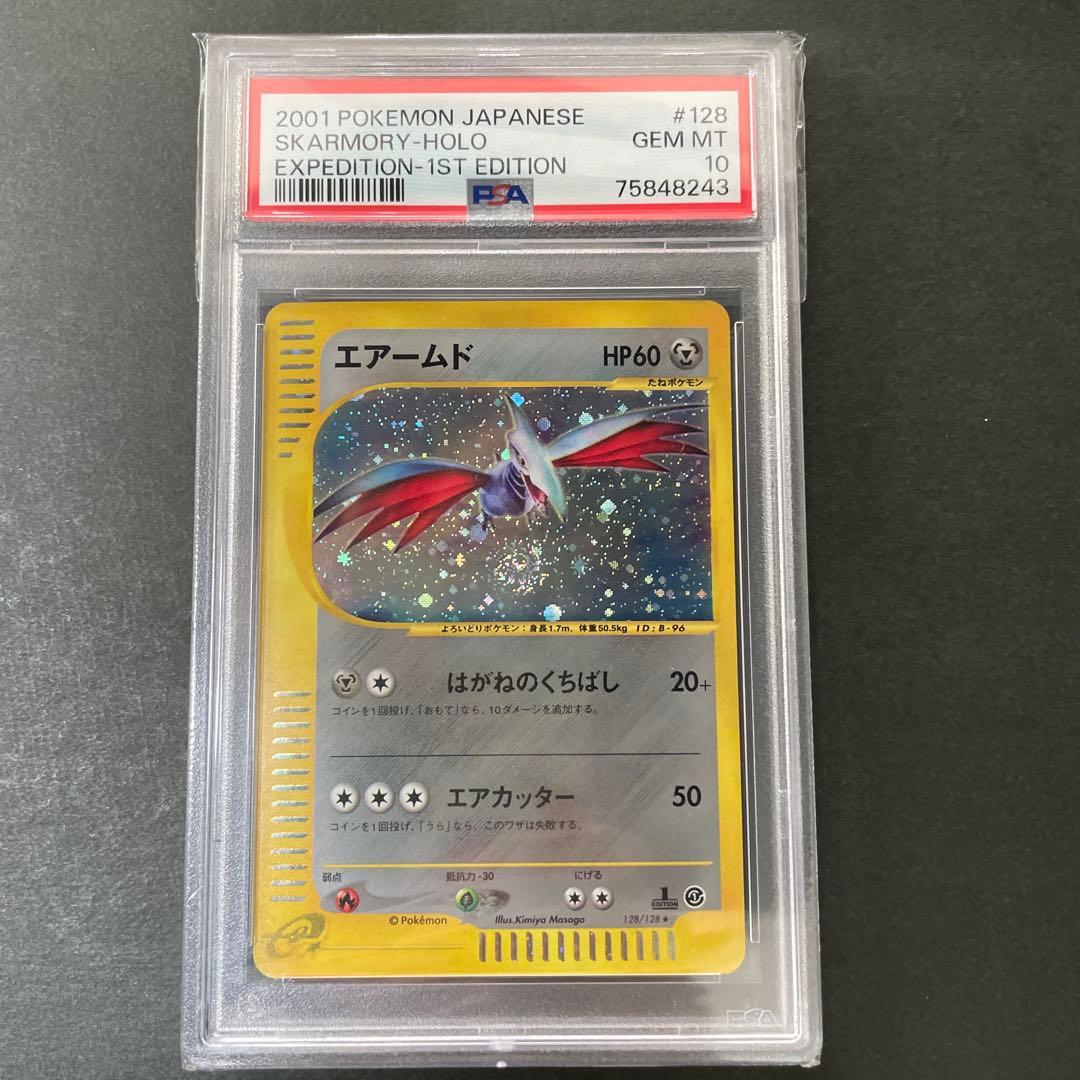 2001 POKEMON JAPANESE #128
SKARMORY-HOLO GEM MT
EXPEDITION-1ST EDITION 10
PSA 75848243
エアームド HP60
たねポケモン
よろいどりポケモン：身長1.7m、体重50.5kg ID:B-96
はがねのくちばし 20+
コインを1回投げ、「おもて」なら、10ダメージを追加する。
エアカッター 50
コインを1回投げ、「うら」なら、このワザは失敗する。
弱点 抵抗力-30 にげる
1 EDITION
© Pokémon Illus.Kimiya Masago 128/128★
e
PSA